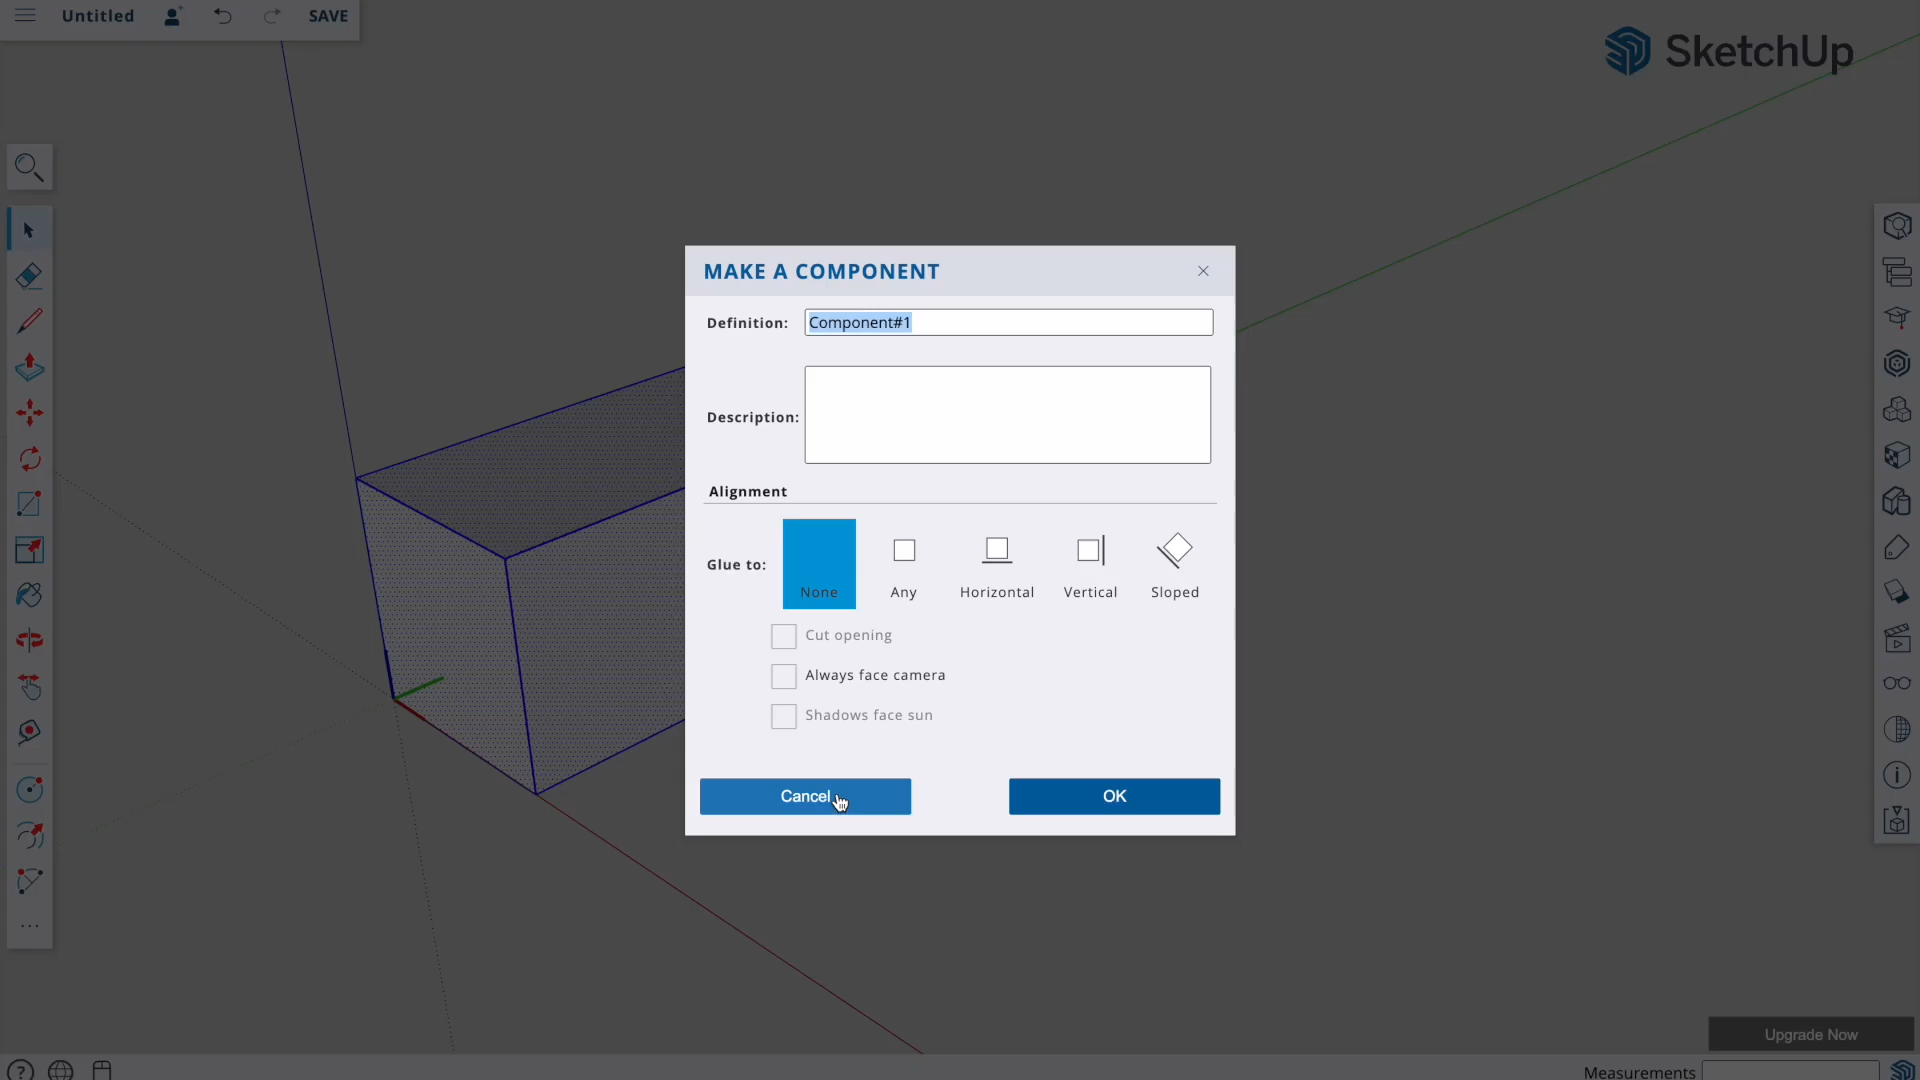 Untitled
SAVE
SketchUp
MAKE A COMPONENT
Definition: Component#1
Description:
Alignment
Glue to:
None Any Horizontal Vertical Sloped
Cut opening
Always face camera
Shadows face sun
Cancel OK
Upgrade Now
Measurements